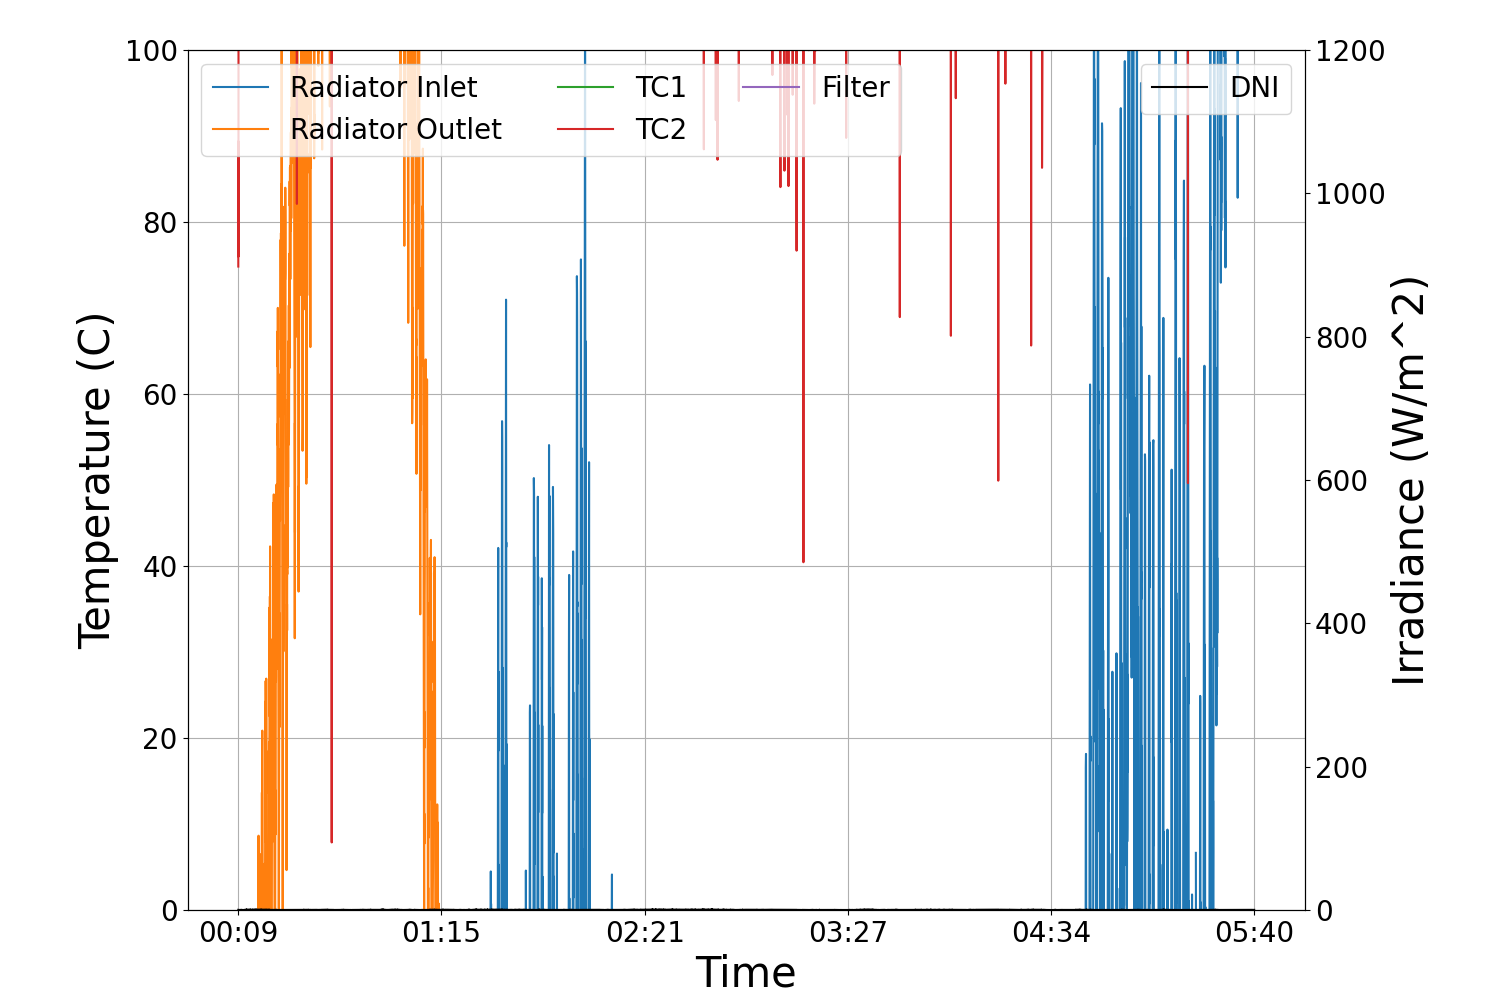 100
80
60
40
20
0
Temperature (C)
Radiator Inlet
Radiator Outlet
TC1
TC2
Filter
DNI
1200
1000
800
600
400
200
0
Irradiance (W/m^2)
00:09 01:15 02:21 03:27 04:34 05:40
Time